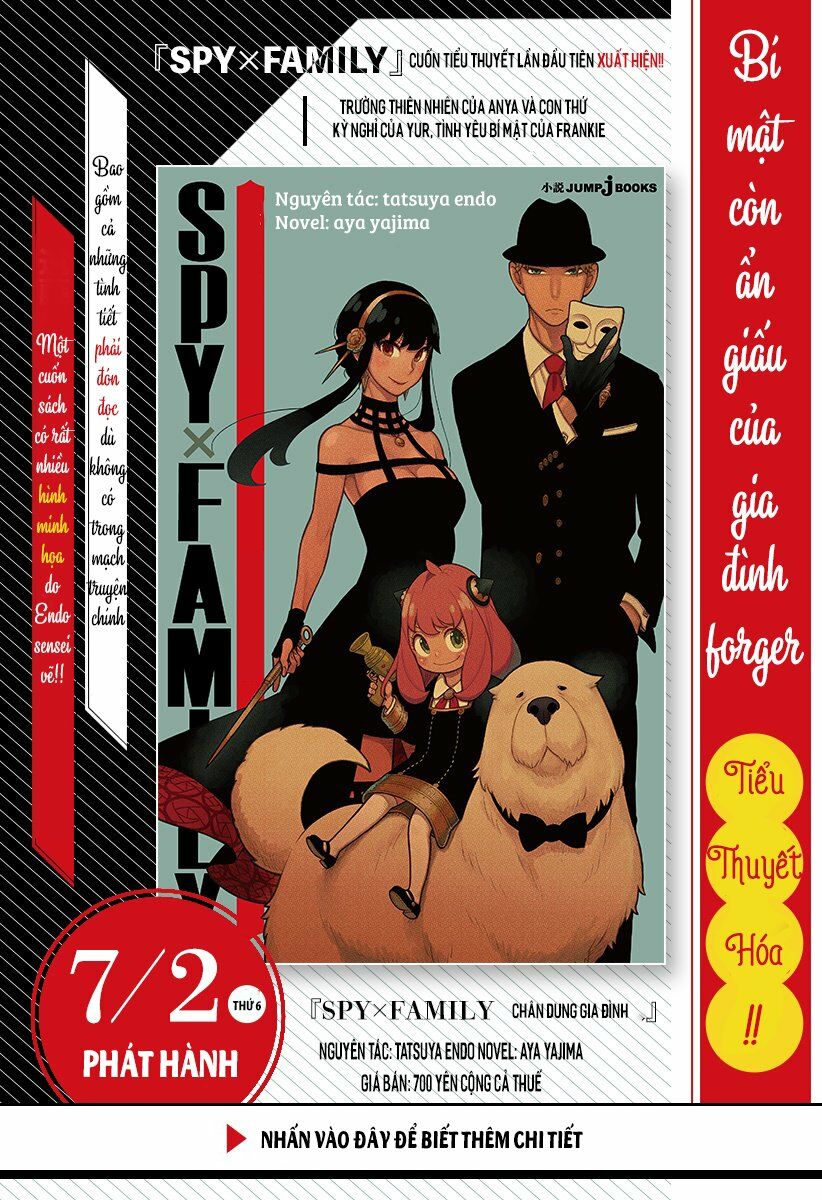 『SPY×FAMILY』 CUỐN TIỂU THUYẾT LẦN ĐẦU TIÊN XUẤT HIỆN!!
TRƯỜNG THIÊN NHIÊN CỦA ANYA VÀ CON THỨ
KỲ NGHỈ CỦA YUR, TÌNH YÊU BÍ MẬT CỦA FRANKIE
Bí
mật
còn
ẩn
giấu
của
gia
đình
forger
Tiểu
Thuyết
Hóa
!!
Bao
gồm
cả
những
tình
tiết
phải
đón
đọc
dù
không
có
trong
mạch
truyện
chính
Một
cuốn
sách
có rất
nhiều
hình
minh
họa
do
Endo
sensei
vẽ!!
SPY×FAMILY
Nguyên tác: tatsuya endo
Novel: aya yajima
小説 JUMP j BOOKS
7/2
THỨ 6
PHÁT HÀNH
『SPY×FAMILY CHÂN DUNG GIA ĐÌNH 』
NGUYÊN TÁC: TATSUYA ENDO NOVEL: AYA YAJIMA
GIÁ BÁN: 700 YÊN CỘNG CẢ THUẾ
NHẤN VÀO ĐÂY ĐỂ BIẾT THÊM CHI TIẾT